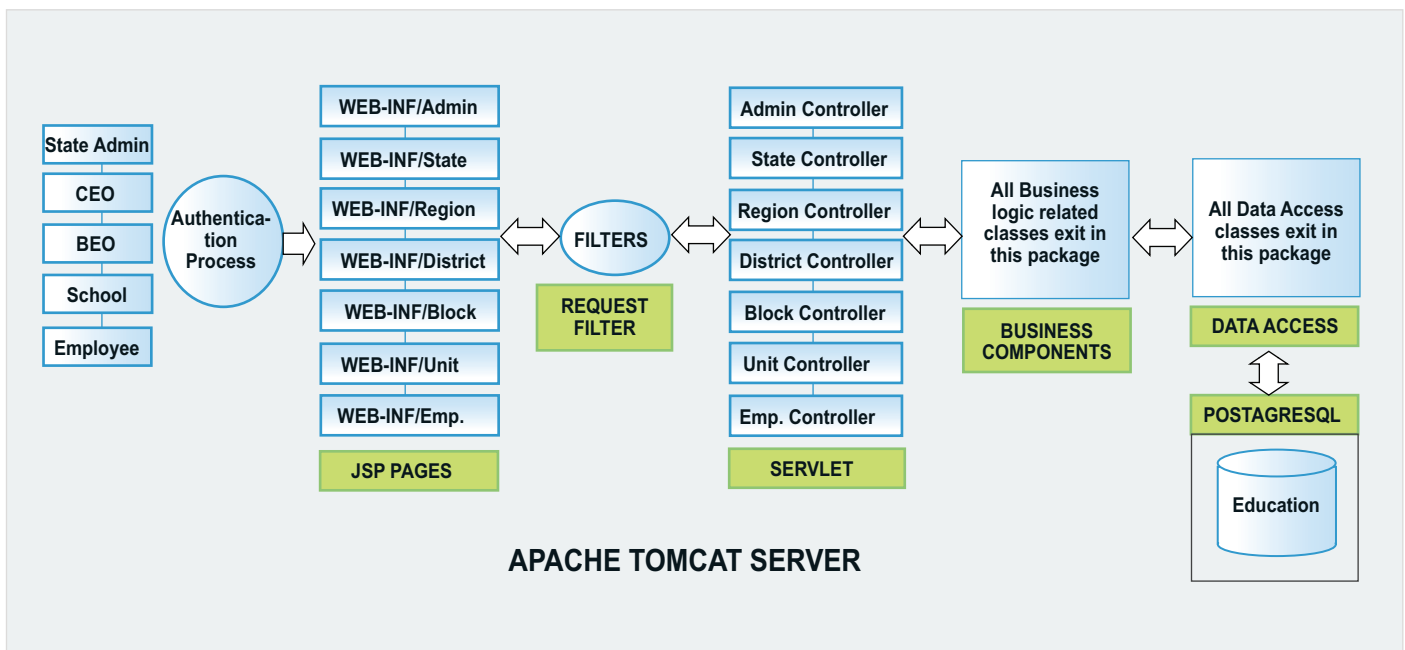 State Admin
CEO
BEO
School
Employee
Authentica-
tion
Process
WEB-INF/Admin
WEB-INF/State
WEB-INF/Region
WEB-INF/District
WEB-INF/Block
WEB-INF/Unit
WEB-INF/Emp.
JSP PAGES
FILTERS
REQUEST
FILTER
Admin Controller
State Controller
Region Controller
District Controller
Block Controller
Unit Controller
Emp. Controller
SERVLET
All Business
logic related
classes exit in
this package
BUSINESS
COMPONENTS
All Data Access
classes exit in
this package
DATA ACCESS
POSTAGRESQL
Education
APACHE TOMCAT SERVER